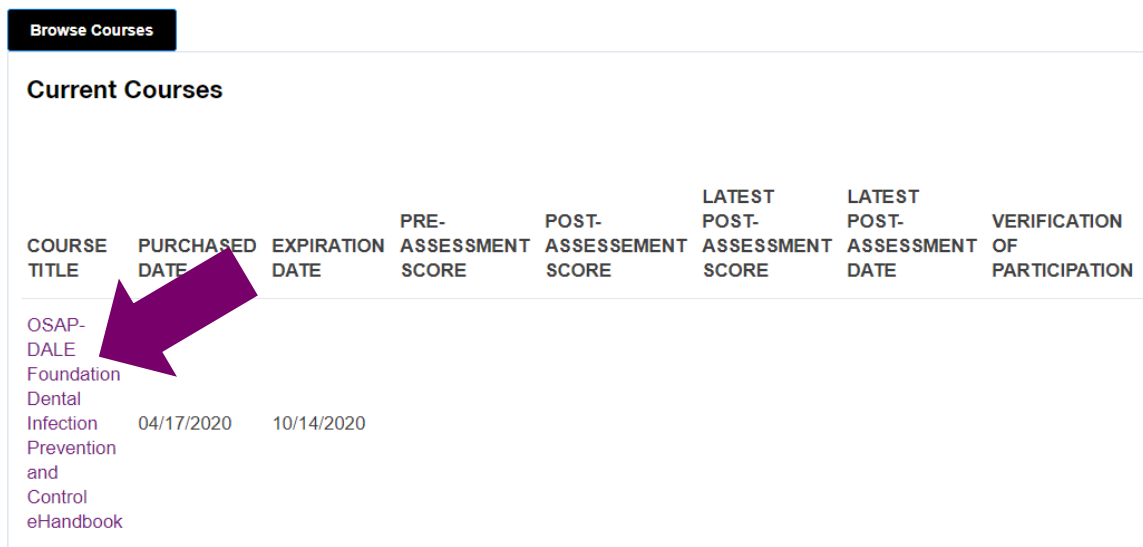 Browse Courses
Current Courses
COURSE TITLE
PURCHASED DATE
EXPIRATION DATE
PRE-ASSESSMENT SCORE
POST-ASSESSEMENT SCORE
LATEST POST-ASSESSMENT SCORE
LATEST POST-ASSESSMENT DATE
VERIFICATION OF PARTICIPATION
OSAP-
DALE
Foundation
Dental
Infection
Prevention
and
Control
eHandbook
04/17/2020
10/14/2020